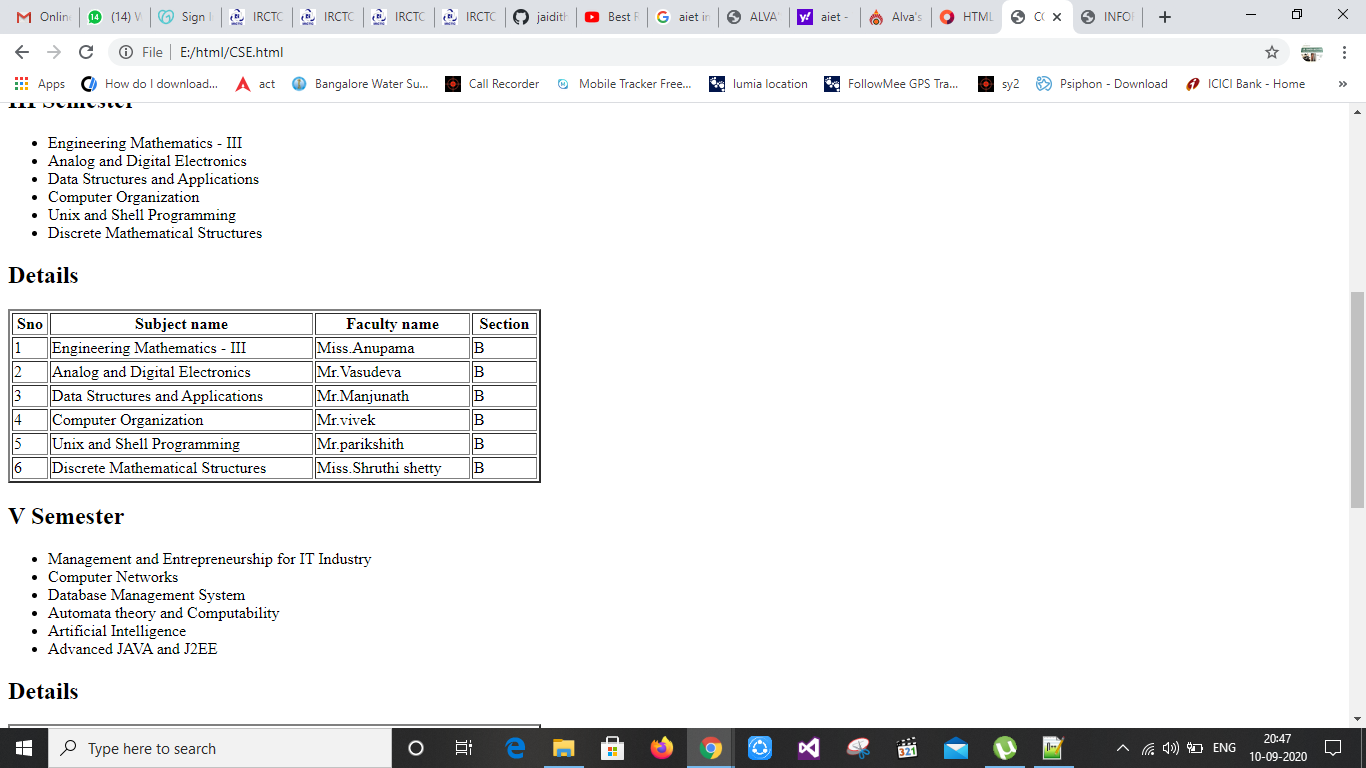 Onlin
(14) W
Sign I
IRCTC
IRCTC
IRCTC
IRCTC
jaidith
Best R
aiet in
ALVA'
aiet -
Alva's
HTML
INFO
File
E:/html/CSE.html
Apps
How do I download...
act
Bangalore Water Su...
Call Recorder
Mobile Tracker Free...
lumia location
FollowMee GPS Tra...
sy2
Psiphon - Download
ICICI Bank - Home
»
III Semester
• Engineering Mathematics - III
• Analog and Digital Electronics
• Data Structures and Applications
• Computer Organization
• Unix and Shell Programming
• Discrete Mathematical Structures
Details
Sno Subject name Faculty name Section
1 Engineering Mathematics - III Miss.Anupama B
2 Analog and Digital Electronics Mr.Vasudeva B
3 Data Structures and Applications Mr.Manjunath B
4 Computer Organization Mr.vivek B
5 Unix and Shell Programming Mr.parikshith B
6 Discrete Mathematical Structures Miss.Shruthi shetty B
V Semester
• Management and Entrepreneurship for IT Industry
• Computer Networks
• Database Management System
• Automata theory and Computability
• Artificial Intelligence
• Advanced JAVA and J2EE
Details
Type here to search
321
ENG
20:47
10-09-2020